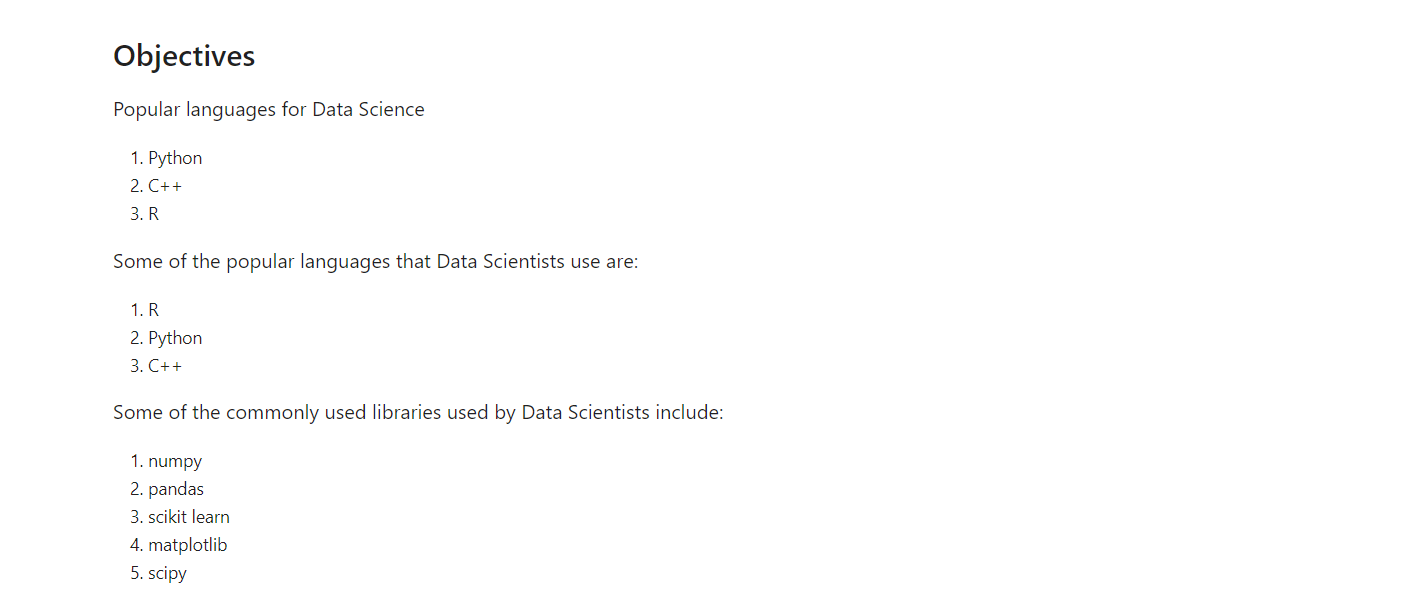 Objectives
Popular languages for Data Science
1. Python
2. C++
3. R
Some of the popular languages that Data Scientists use are:
1. R
2. Python
3. C++
Some of the commonly used libraries used by Data Scientists include:
1. numpy
2. pandas
3. scikit learn
4. matplotlib
5. scipy